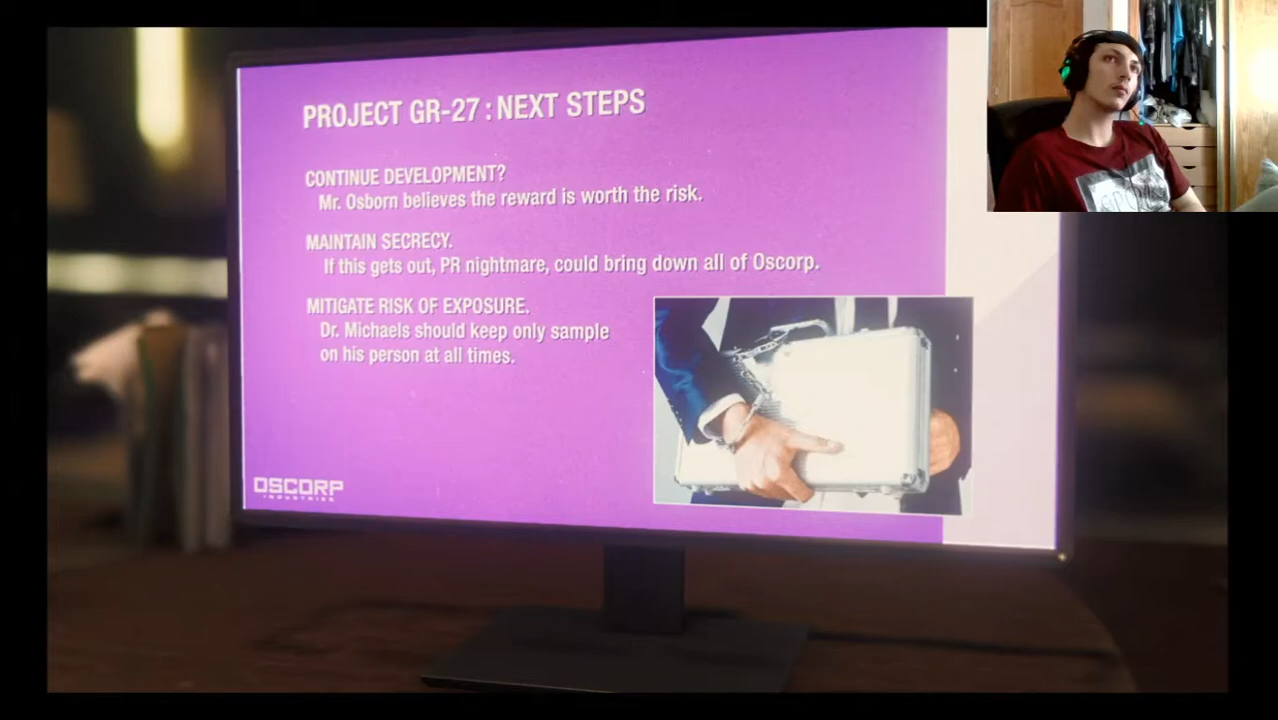 PROJECT GR-27 : NEXT STEPS
CONTINUE DEVELOPMENT?
Mr. Osborn believes the reward is worth the risk.
MAINTAIN SECRECY.
If this gets out, PR nightmare, could bring down all of Oscorp.
MITIGATE RISK OF EXPOSURE.
Dr. Michaels should keep only sample
on his person at all times.
OSCORP
INDUSTRIES